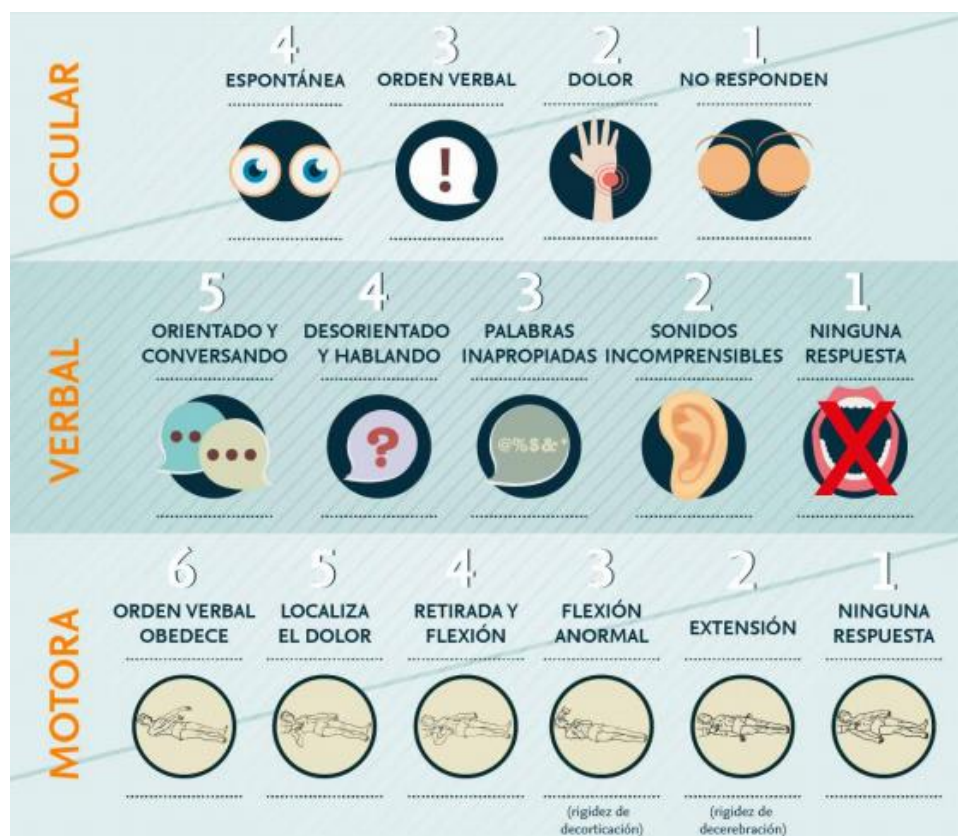 OCULAR
4 3 2 1
ESPONTÁNEA ORDEN VERBAL DOLOR NO RESPONDEN
!
VERBAL
5 4 3 2 1
ORIENTADO Y DESORIENTADO PALABRAS SONIDOS NINGUNA
CONVERSANDO Y HABLANDO INAPROPIADAS INCOMPRENSIBLES RESPUESTA
? @%$&*
MOTORA
6 5 4 3 2 1
ORDEN VERBAL LOCALIZA RETIRADA Y FLEXIÓN EXTENSIÓN NINGUNA
OBEDECE EL DOLOR FLEXIÓN ANORMAL RESPUESTA
(rigidez de (rigidez de
decorticación) decerebración)